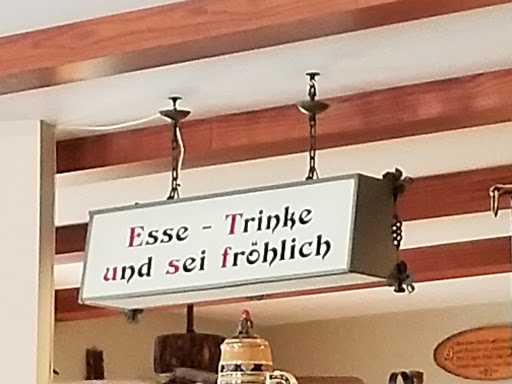 Esse - Trinke
und sei fröhlich